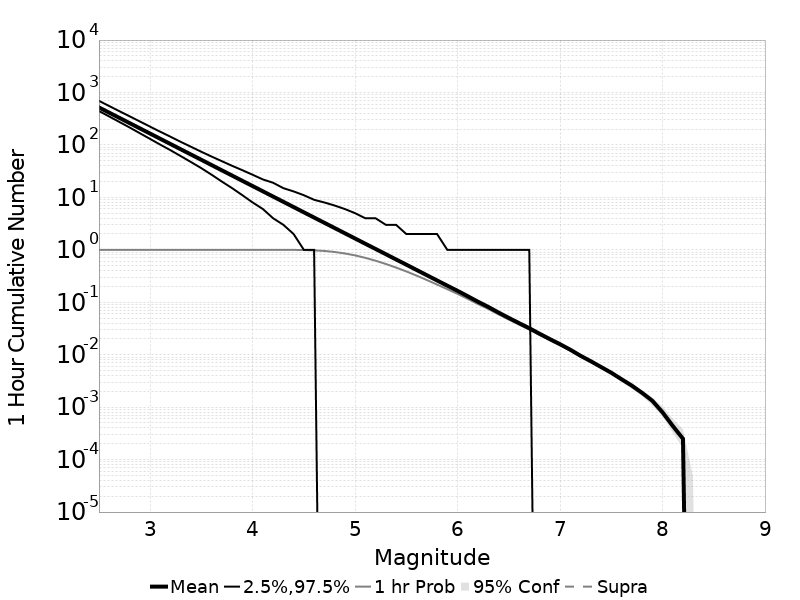 10^4
10^3
10^2
10^1
10^0
10^-1
10^-2
10^-3
10^-4
10^-5
1 Hour Cumulative Number
3 4 5 6 7 8 9
Magnitude
Mean 2.5%,97.5% 1 hr Prob 95% Conf Supra